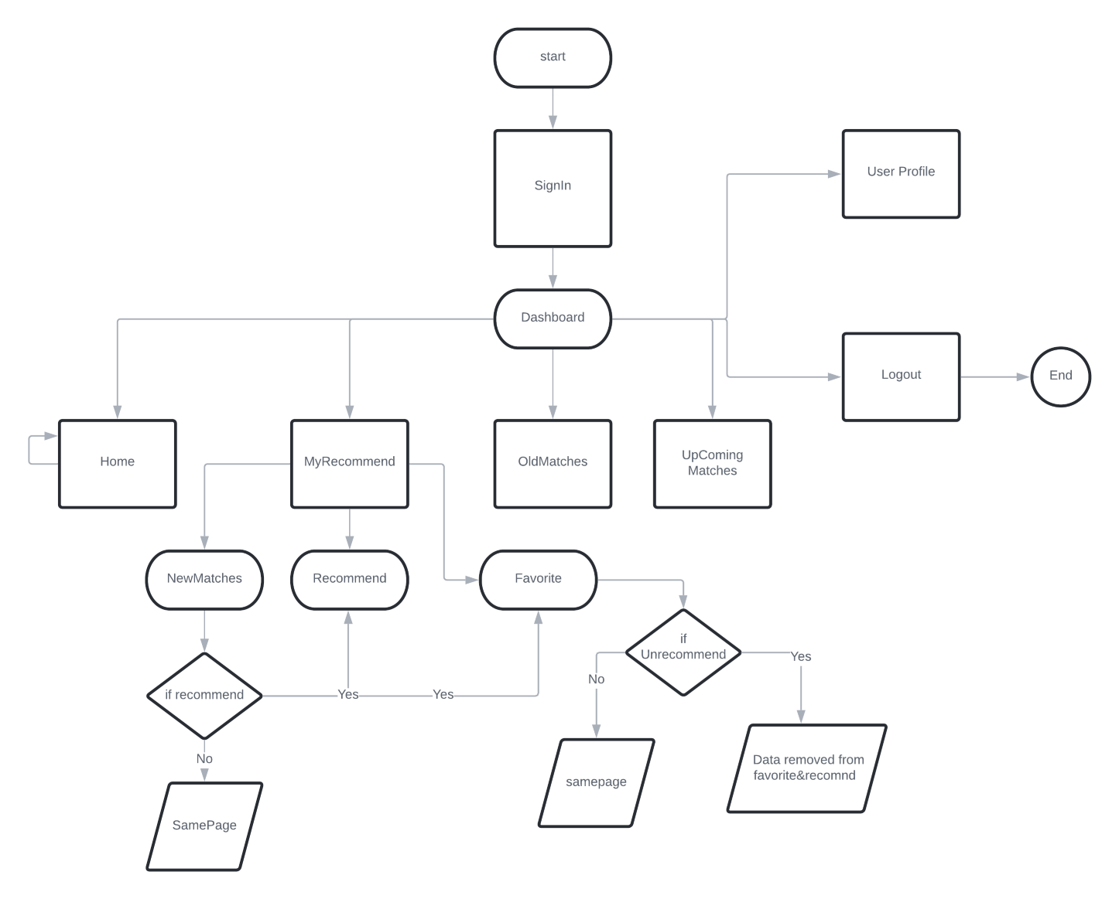 start
SignIn
User Profile
Dashboard
Logout
End
Home
MyRecommend
OldMatches
UpComing
Matches
NewMatches
Recommend
Favorite
if
Unrecommend
Yes
No
if recommend
Yes
Yes
No
Data removed from
favorite&recomnd
samepage
SamePage